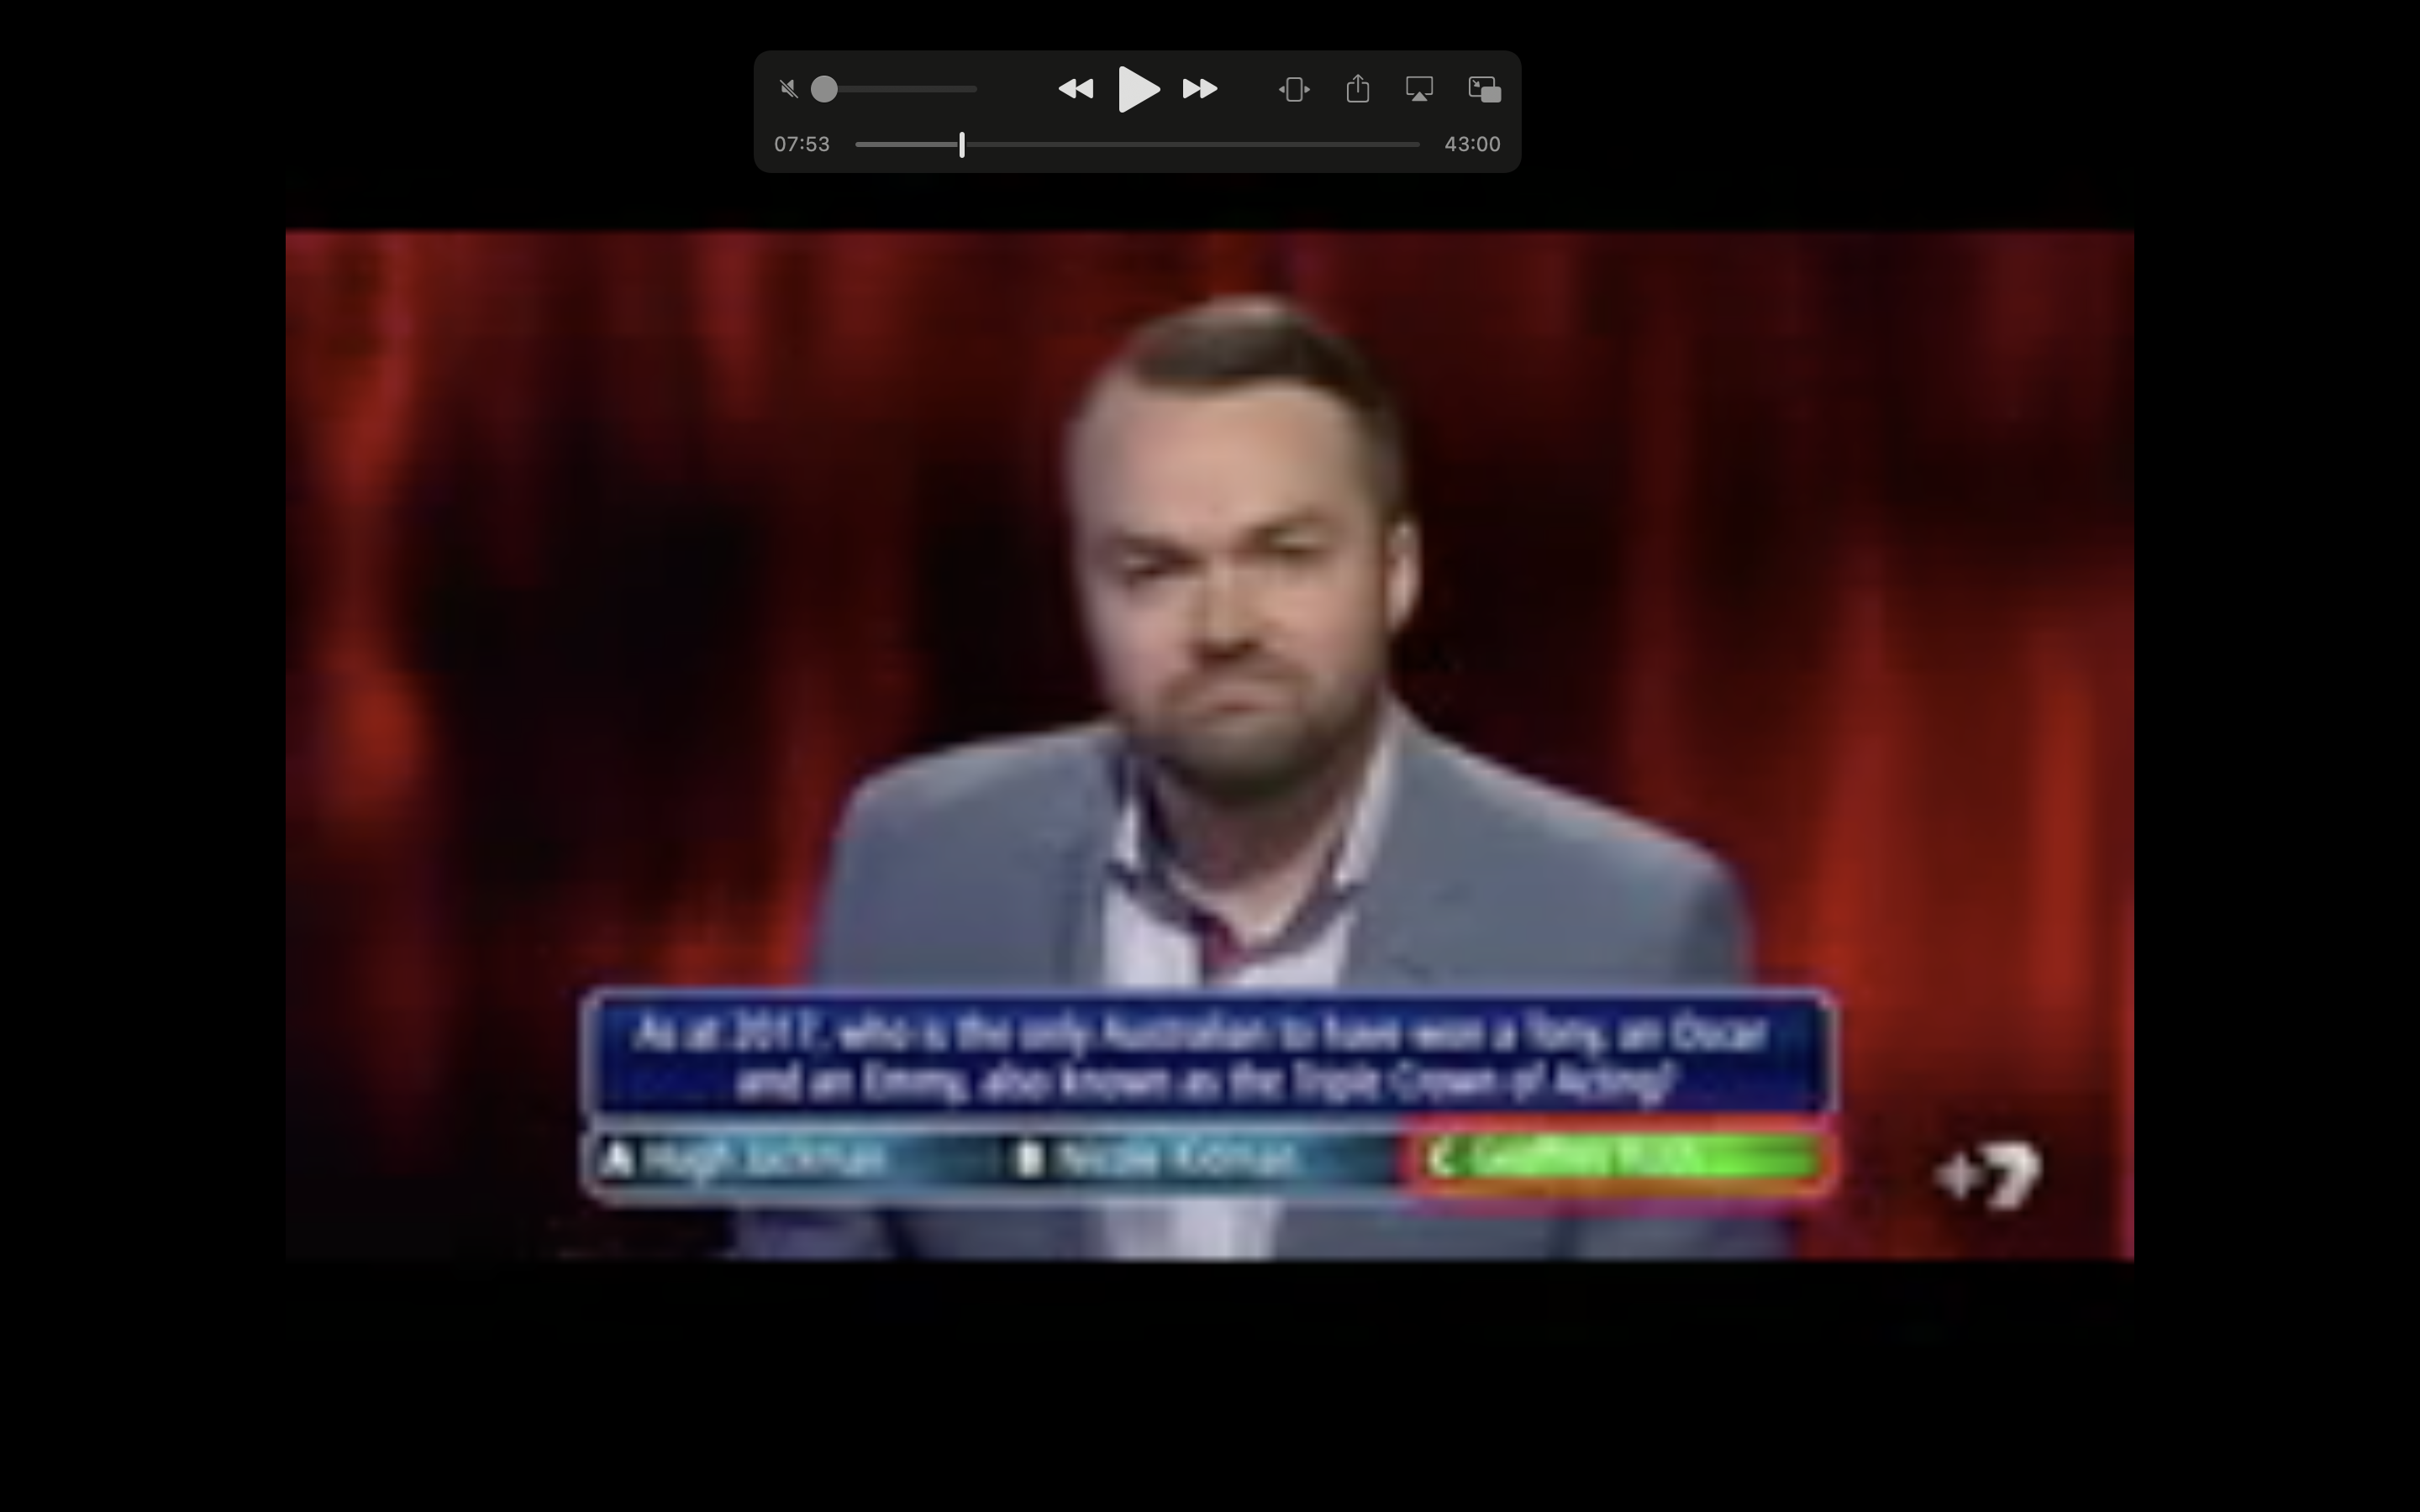 07:53
43:00
As at 2017, who is the only Australian to have won a Tony, an Oscar
and an Emmy, also known as the Triple Crown of Acting?
A Hugh Jackman
B Nicole Kidman
C Geoffrey Rush
+7